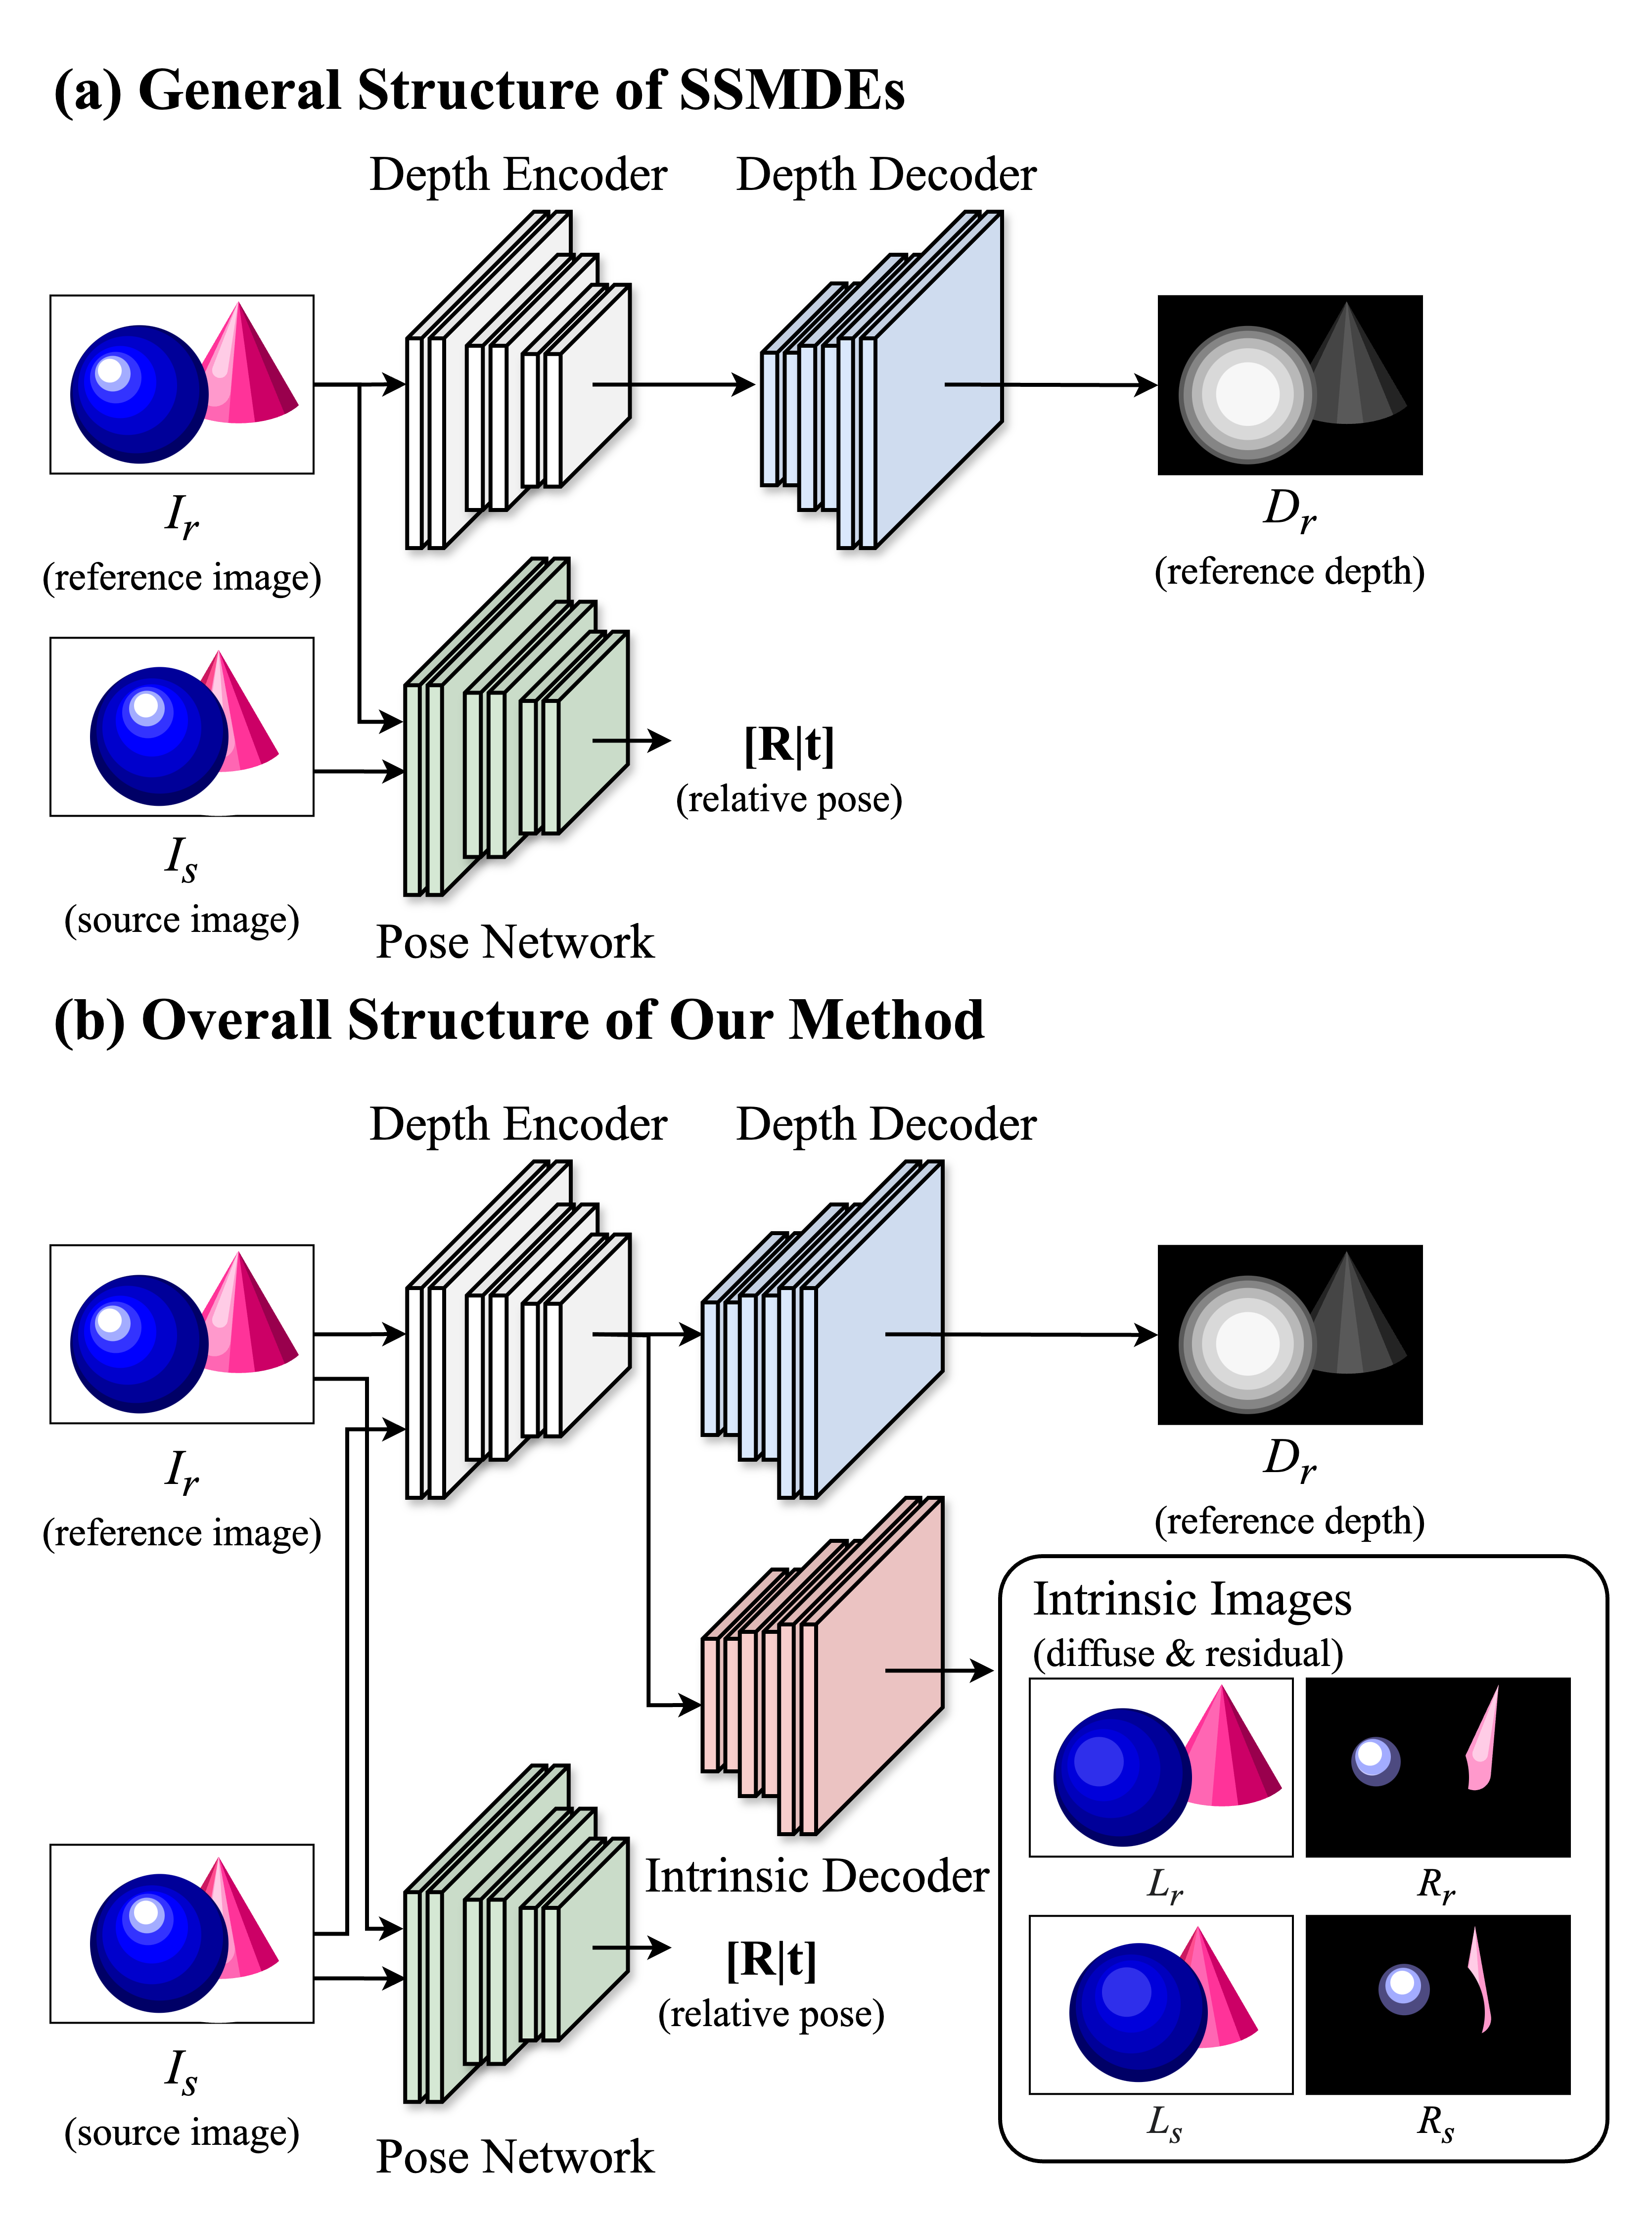 (a) General Structure of SSMDEs
Depth Encoder
Depth Decoder
I_r
(reference image)
D_r
(reference depth)
[R|t]
(relative pose)
I_s
(source image)
Pose Network
(b) Overall Structure of Our Method
Depth Encoder
Depth Decoder
I_r
(reference image)
D_r
(reference depth)
Intrinsic Images
(diffuse & residual)
Intrinsic Decoder
L_r
R_r
[R|t]
(relative pose)
I_s
(source image)
Pose Network
L_s
R_s